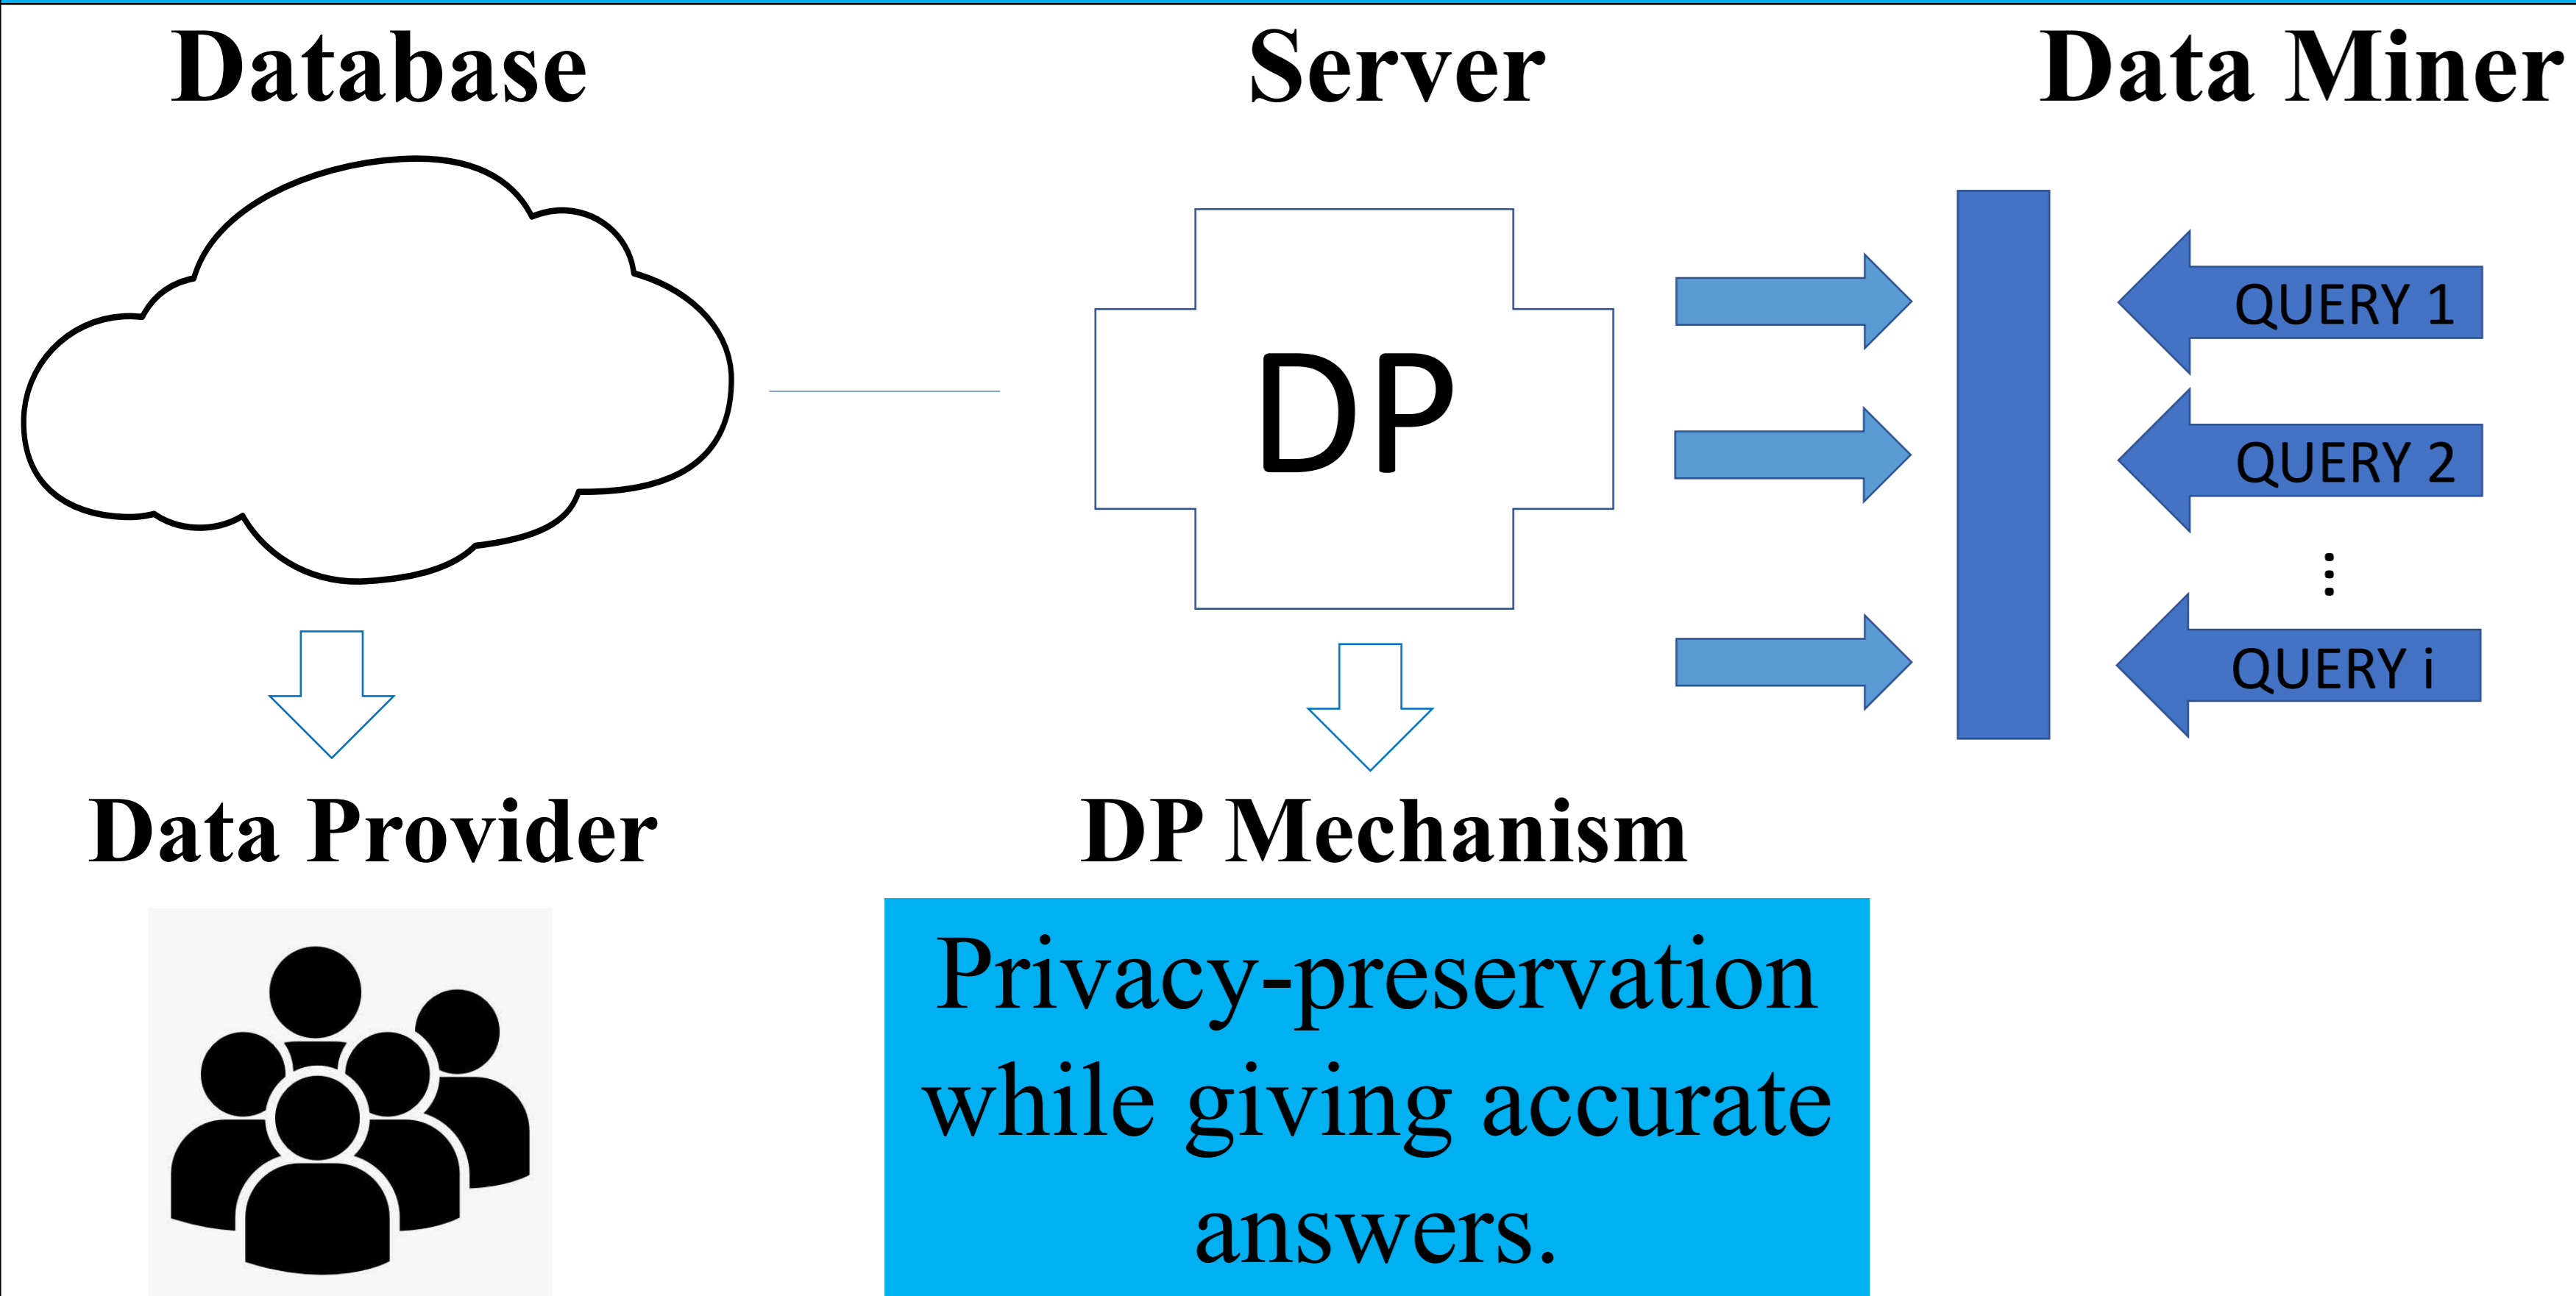 Database
Server
Data Miner
DP
QUERY 1
QUERY 2
...
QUERY i
Data Provider
DP Mechanism
Privacy-preservation
while giving accurate
answers.